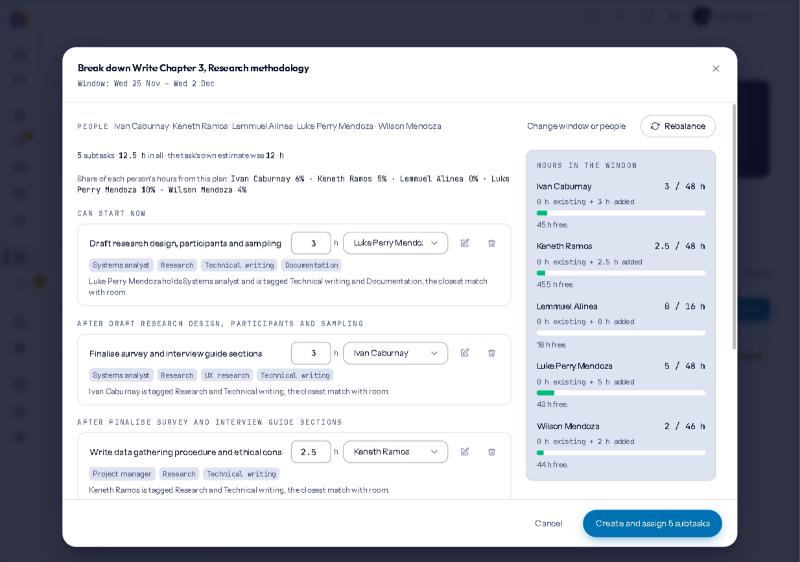 Break down Write Chapter 3, Research methodology
Window: Wed 25 Nov – Wed 2 Dec
PEOPLE Ivan Caburnay · Keneth Ramos · Lemmuel Alinea · Luke Perry Mendoza · Wilson Mendoza
Change window or people
Rebalance
5 subtasks · 12.5 h in all · the task's own estimate was 12 h
Share of each person's hours from this plan: Ivan Caburnay 6% · Keneth Ramos 5% · Lemmuel Alinea 0% · Luke
Perry Mendoza 10% · Wilson Mendoza 4%
CAN START NOW
Draft research design, participants and sampling 3 h Luke Perry Mendoz
Systems analyst Research Technical writing Documentation
Luke Perry Mendoza holds Systems analyst and is tagged Technical writing and Documentation, the closest match
with room.
AFTER DRAFT RESEARCH DESIGN, PARTICIPANTS AND SAMPLING
Finalise survey and interview guide sections 3 h Ivan Caburnay
Systems analyst Research UX research Technical writing
Ivan Caburnay is tagged Research and Technical writing, the closest match with room.
AFTER FINALISE SURVEY AND INTERVIEW GUIDE SECTIONS
Write data gathering procedure and ethical cons 2.5 h Keneth Ramos
Project manager Research Technical writing
Keneth Ramos is tagged Research and Technical writing, the closest match with room.
HOURS IN THE WINDOW
Ivan Caburnay 3 / 48 h
0 h existing + 3 h added
45 h free.
Keneth Ramos 2.5 / 48 h
0 h existing + 2.5 h added
45.5 h free.
Lemmuel Alinea 0 / 16 h
0 h existing + 0 h added
Luke Perry Mendoza 5 / 48 h
0 h existing + 5 h added
43 h free.
Wilson Mendoza 2 / 46 h
0 h existing + 2 h added
44 h free.
Cancel
Create and assign 5 subtasks